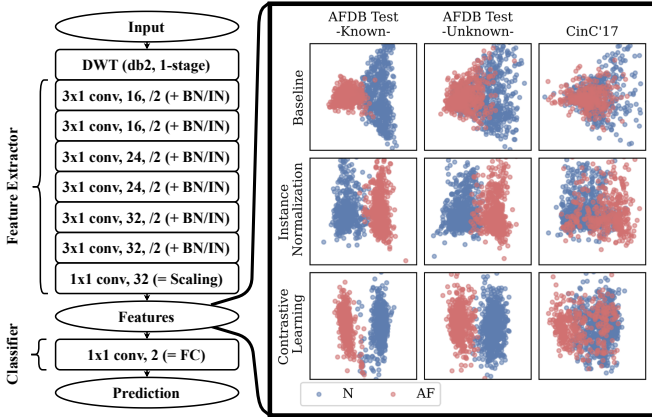 Input
DWT (db2, 1-stage)
3x1 conv, 16, /2 (+ BN/IN)
3x1 conv, 16, /2 (+ BN/IN)
3x1 conv, 24, /2 (+ BN/IN)
3x1 conv, 24, /2 (+ BN/IN)
3x1 conv, 32, /2 (+ BN/IN)
3x1 conv, 32, /2 (+ BN/IN)
1x1 conv, 32 (= Scaling)
Features
1x1 conv, 2 (= FC)
Prediction
Feature Extractor
Classifier
AFDB Test
-Known-
AFDB Test
-Unknown-
CinC'17
Baseline
Instance
Normalization
Contrastive
Learning
N
AF